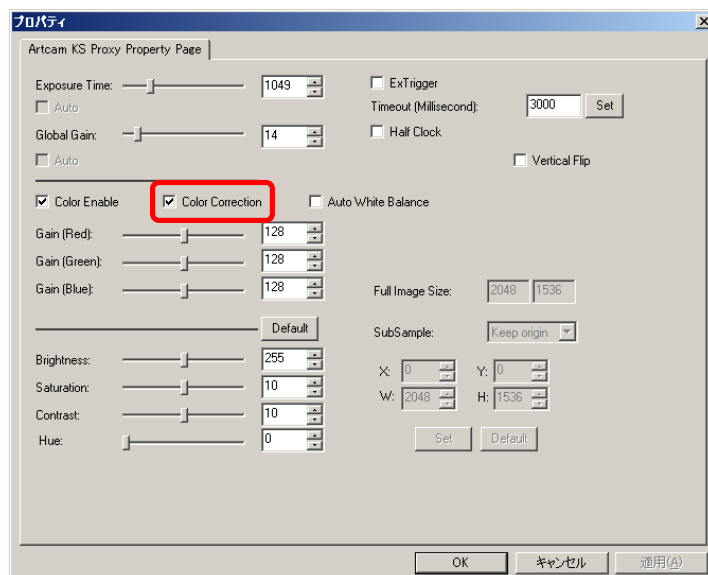 プロパティ
Artcam KS Proxy Property Page
Exposure Time: 1049
Auto
ExTrigger
Timeout (Millisecond): 3000 Set
Global Gain: 14
Auto
Half Clock
Vertical Flip
Color Enable Color Correction Auto White Balance
Gain (Red): 128
Gain (Green): 128
Gain (Blue): 128
Default
Full Image Size: 2048 1536
SubSample: Keep origin
Brightness: 255
Saturation: 10
Contrast: 10
Hue: 0
X: 0 Y: 0
W: 2048 H: 1536
Set Default
OK キャンセル 適用(A)